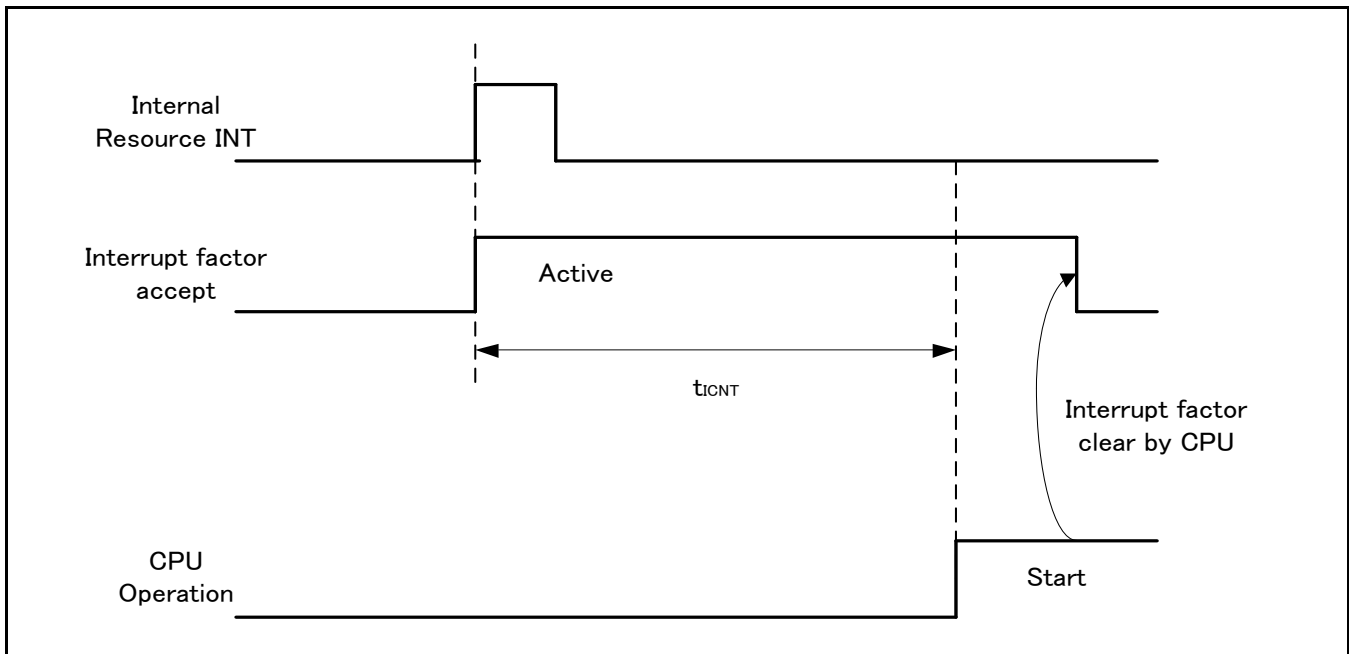 Internal
Resource INT
Interrupt factor
accept
Active
tICNT
Interrupt factor
clear by CPU
CPU
Operation
Start